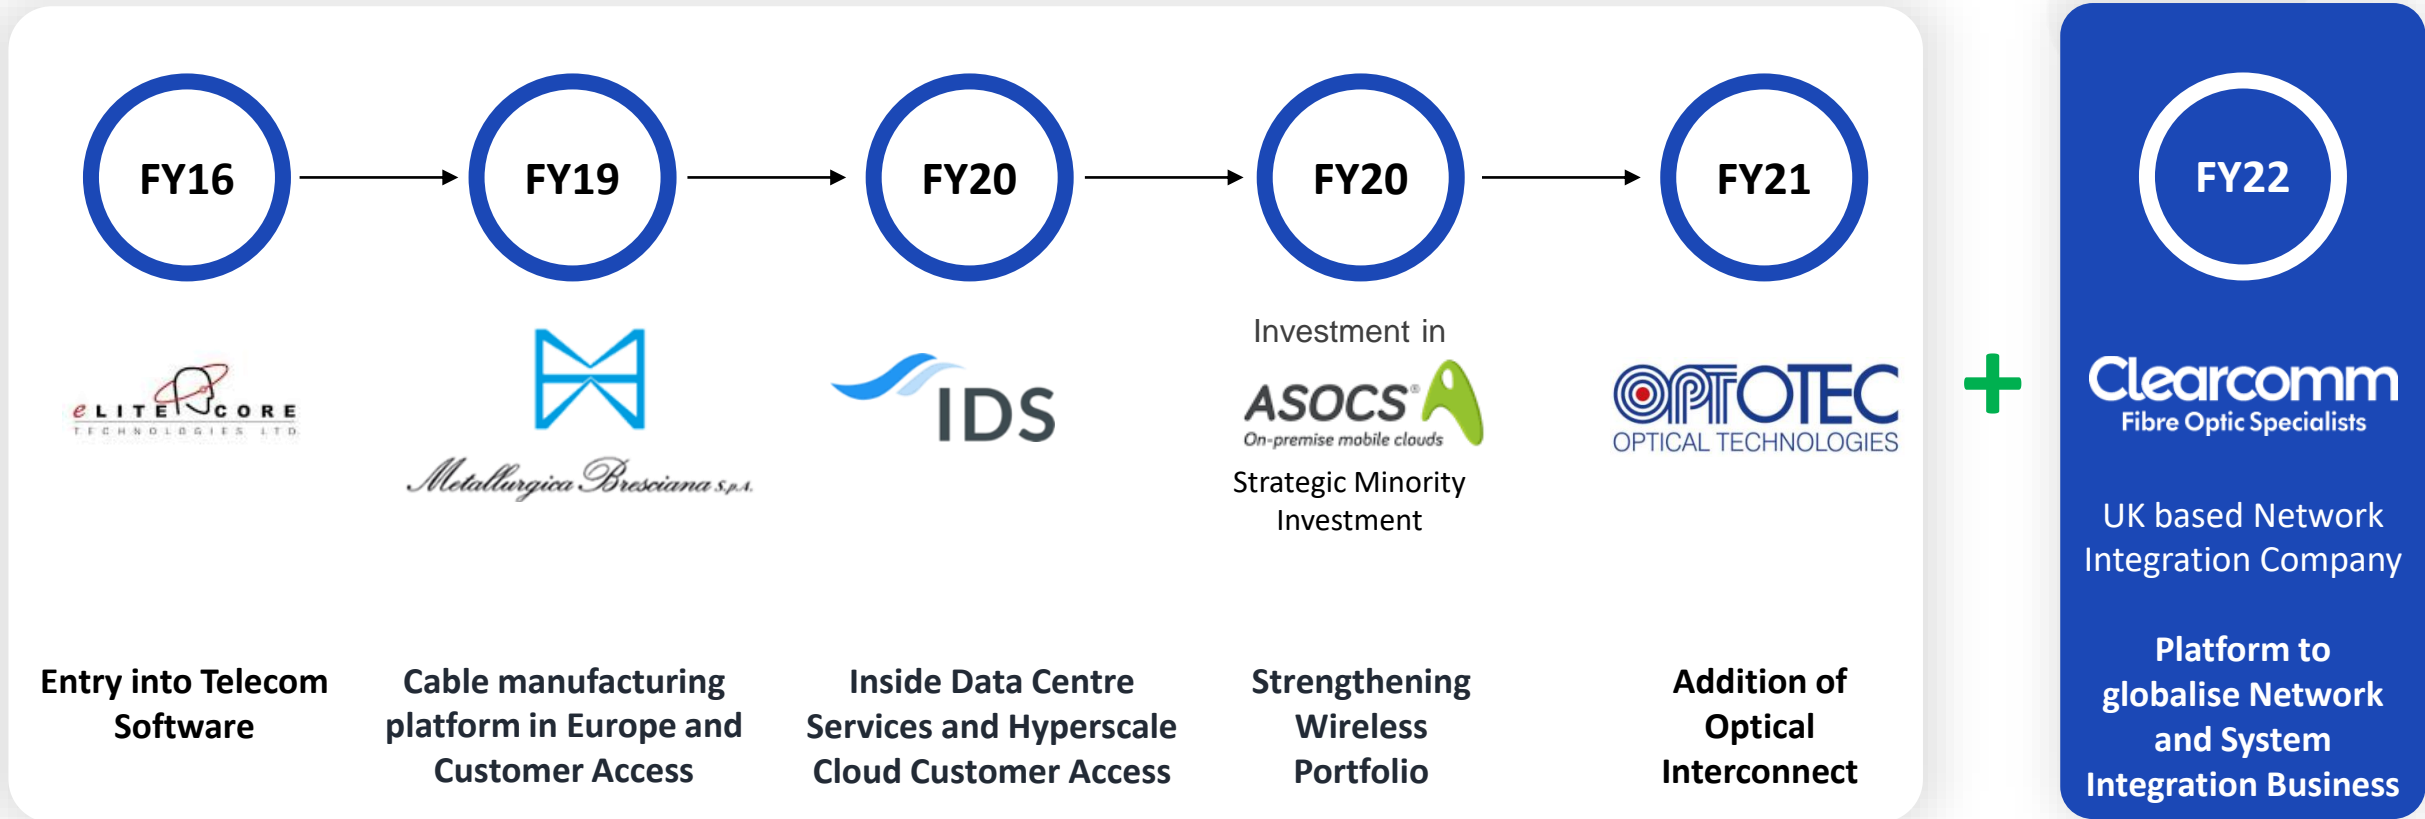 FY16
eLITECORE
TECHNOLOGIES LTD.
Entry into Telecom
Software
FY19
Metallurgica Bresciana S.p.A.
Cable manufacturing
platform in Europe and
Customer Access
FY20
IDS
Inside Data Centre
Services and Hyperscale
Cloud Customer Access
FY20
Investment in
ASOCS®
On-premise mobile clouds
Strategic Minority
Investment
Strengthening
Wireless
Portfolio
FY21
OPTOTEC
OPTICAL TECHNOLOGIES
Addition of
Optical
Interconnect
+
FY22
Clearcomm
Fibre Optic Specialists
UK based Network
Integration Company
Platform to
globalise Network
and System
Integration Business